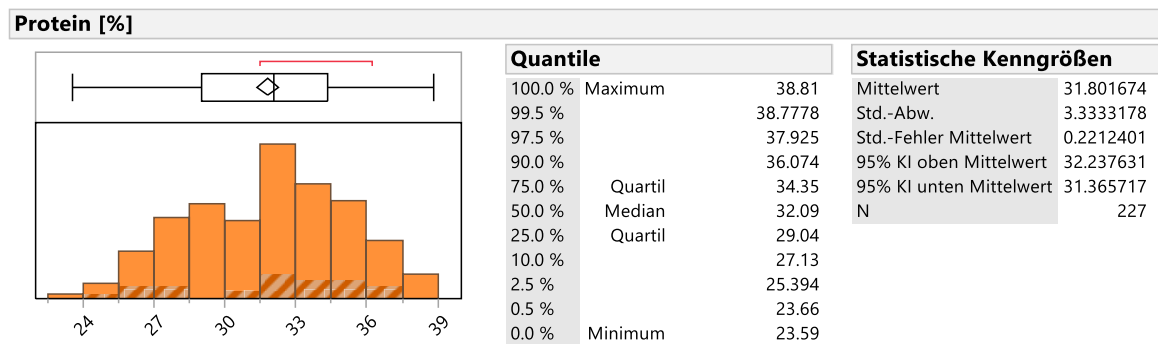 Protein [%]
24 27 30 33 36 39
Quantile
100.0 % Maximum 38.81
99.5 % 38.7778
97.5 % 37.925
90.0 % 36.074
75.0 % Quartil 34.35
50.0 % Median 32.09
25.0 % Quartil 29.04
10.0 % 27.13
2.5 % 25.394
0.5 % 23.66
0.0 % Minimum 23.59
Statistische Kenngrößen
Mittelwert 31.801674
Std.-Abw. 3.3333178
Std.-Fehler Mittelwert 0.2212401
95% KI oben Mittelwert 32.237631
95% KI unten Mittelwert 31.365717
N 227